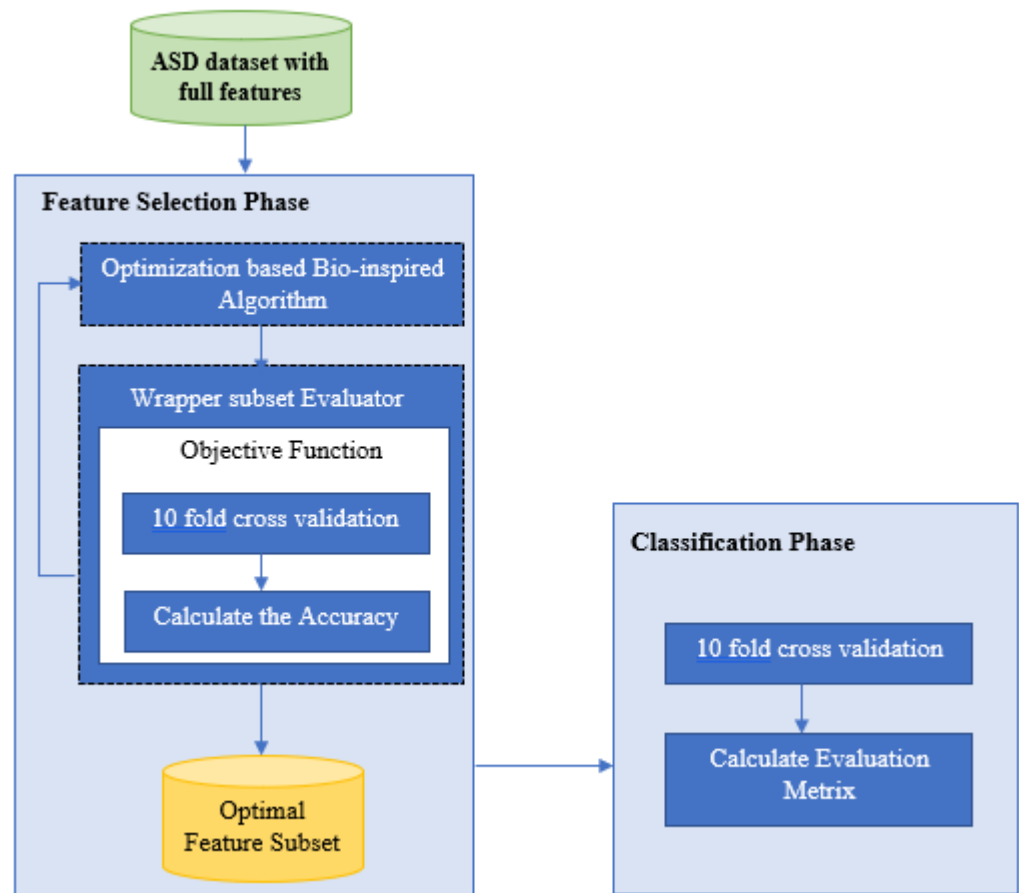 ASD dataset with
full features
Feature Selection Phase
Optimization based Bio-inspired
Algorithm
Wrapper subset Evaluator
Objective Function
10 fold cross validation
Calculate the Accuracy
Optimal
Feature Subset
Classification Phase
10 fold cross validation
Calculate Evaluation
Metrix